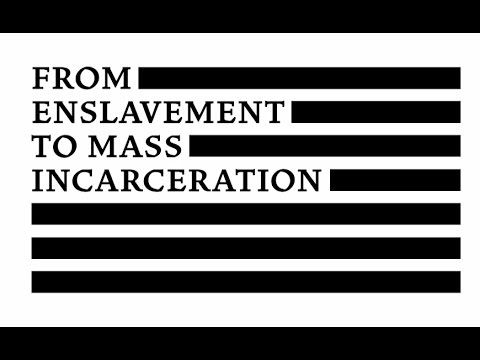 FROM
ENSLAVEMENT
TO MASS
INCARCERATION